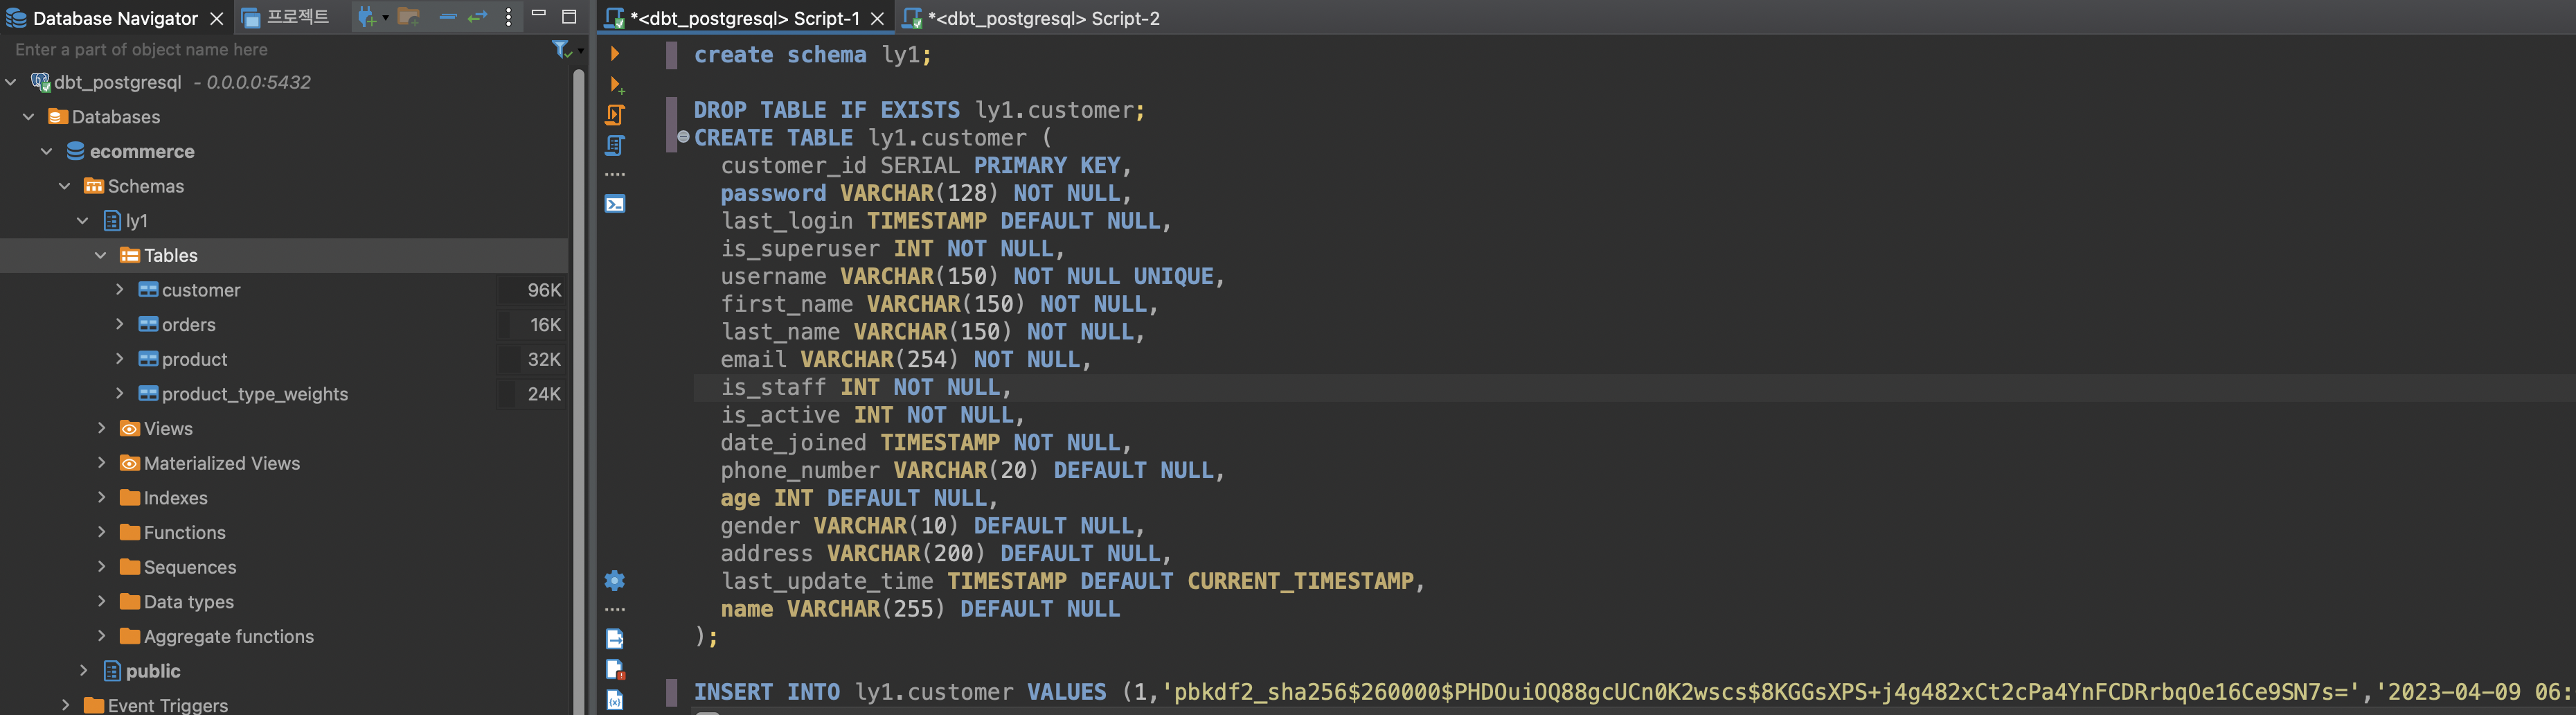 Database Navigator
프로젝트
Enter a part of object name here
dbt_postgresql - 0.0.0.0:5432
Databases
ecommerce
Schemas
ly1
Tables
customer 96K
orders 16K
product 32K
product_type_weights 24K
Views
Materialized Views
Indexes
Functions
Sequences
Data types
Aggregate functions
public
Event Triggers
*<dbt_postgresql> Script-1
*<dbt_postgresql> Script-2
create schema ly1;
DROP TABLE IF EXISTS ly1.customer;
CREATE TABLE ly1.customer (
customer_id SERIAL PRIMARY KEY,
password VARCHAR(128) NOT NULL,
last_login TIMESTAMP DEFAULT NULL,
is_superuser INT NOT NULL,
username VARCHAR(150) NOT NULL UNIQUE,
first_name VARCHAR(150) NOT NULL,
last_name VARCHAR(150) NOT NULL,
email VARCHAR(254) NOT NULL,
is_staff INT NOT NULL,
is_active INT NOT NULL,
date_joined TIMESTAMP NOT NULL,
phone_number VARCHAR(20) DEFAULT NULL,
age INT DEFAULT NULL,
gender VARCHAR(10) DEFAULT NULL,
address VARCHAR(200) DEFAULT NULL,
last_update_time TIMESTAMP DEFAULT CURRENT_TIMESTAMP,
name VARCHAR(255) DEFAULT NULL
);
INSERT INTO ly1.customer VALUES (1,'pbkdf2_sha256$260000$PHDOuiOQ88gcUCn0K2wscs$8KGGsXPS+j4g482xCt2cPa4YnFCDRrbqOe16Ce9SN7s=','2023-04-09 06: